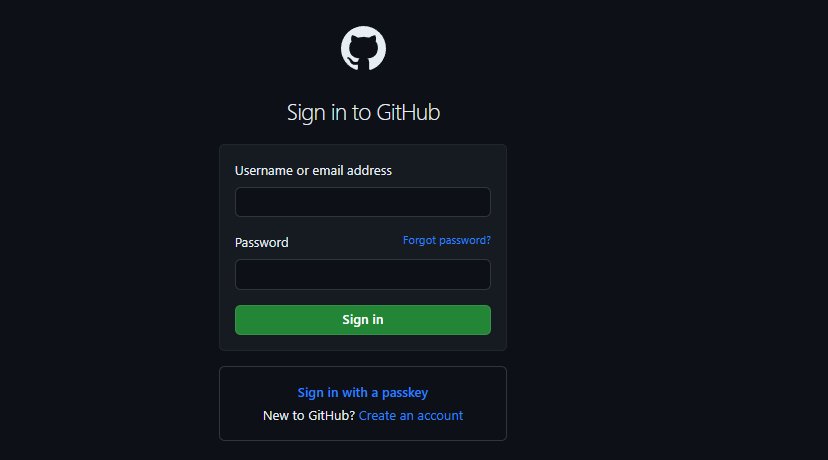 Sign in to GitHub
Username or email address
Password Forgot password?
Sign in
Sign in with a passkey
New to GitHub? Create an account